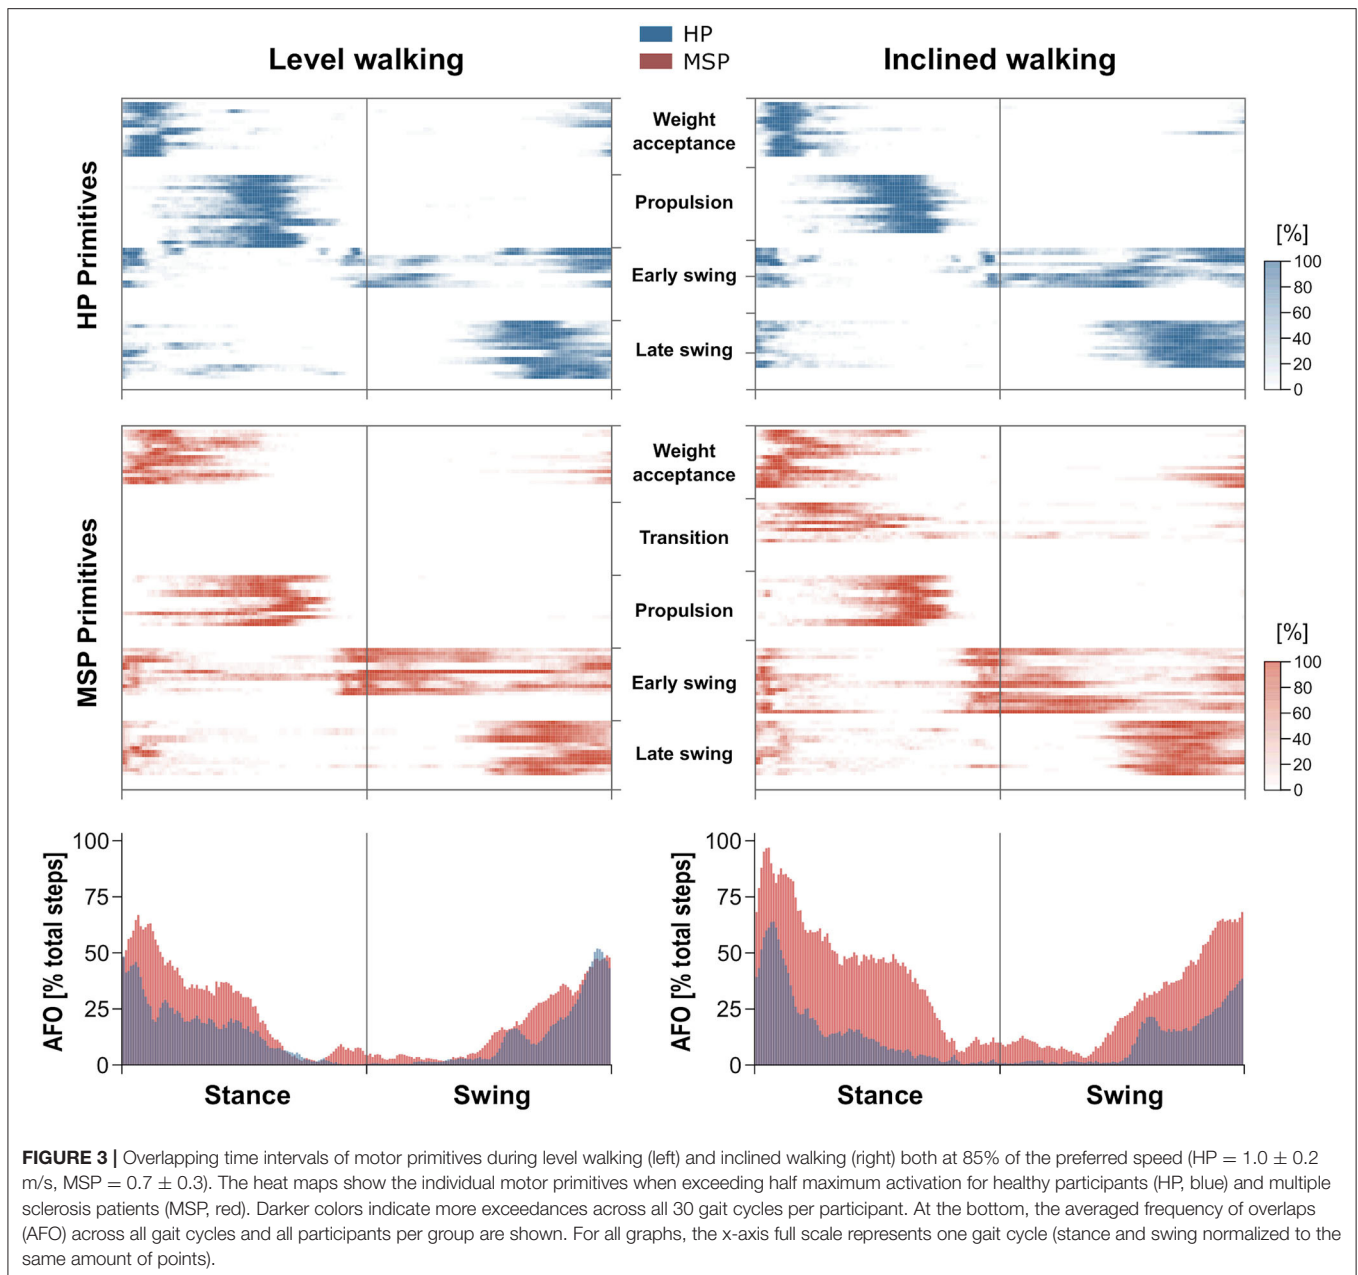 HP
MSP
Level walking
Inclined walking
HP Primitives
Weight
acceptance
Propulsion
Early swing
Late swing
[%]
100
80
60
40
20
0
MSP Primitives
Weight
acceptance
Transition
Propulsion
Early swing
Late swing
[%]
100
80
60
40
20
0
AFO [% total steps]
100
75
50
25
0
Stance
Swing
AFO [% total steps]
100
75
50
25
0
Stance
Swing
FIGURE 3 | Overlapping time intervals of motor primitives during level walking (left) and inclined walking (right) both at 85% of the preferred speed (HP = 1.0 ± 0.2
m/s, MSP = 0.7 ± 0.3). The heat maps show the individual motor primitives when exceeding half maximum activation for healthy participants (HP, blue) and multiple
sclerosis patients (MSP, red). Darker colors indicate more exceedances across all 30 gait cycles per participant. At the bottom, the averaged frequency of overlaps
(AFO) across all gait cycles and all participants per group are shown. For all graphs, the x-axis full scale represents one gait cycle (stance and swing normalized to the
same amount of points).